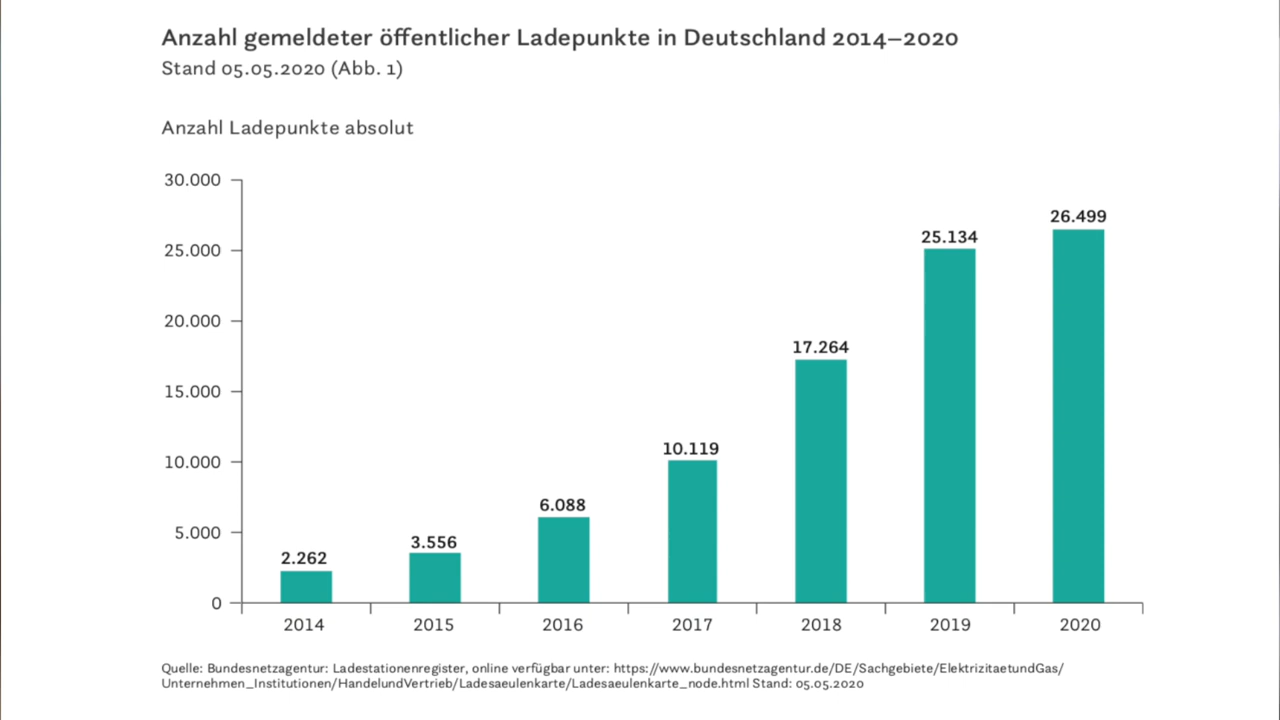 Anzahl gemeldeter öffentlicher Ladepunkte in Deutschland 2014–2020
Stand 05.05.2020 (Abb. 1)
Anzahl Ladepunkte absolut
30.000
25.000
20.000
15.000
10.000
5.000
0
2.262
3.556
6.088
10.119
17.264
25.134
26.499
2014 2015 2016 2017 2018 2019 2020
Quelle: Bundesnetzagentur: Ladestationenregister, online verfügbar unter: https://www.bundesnetzagentur.de/DE/Sachgebiete/ElektrizitaetundGas/
Unternehmen_Institutionen/HandelundVertrieb/Ladesaeulenkarte/Ladesaeulenkarte_node.html Stand: 05.05.2020